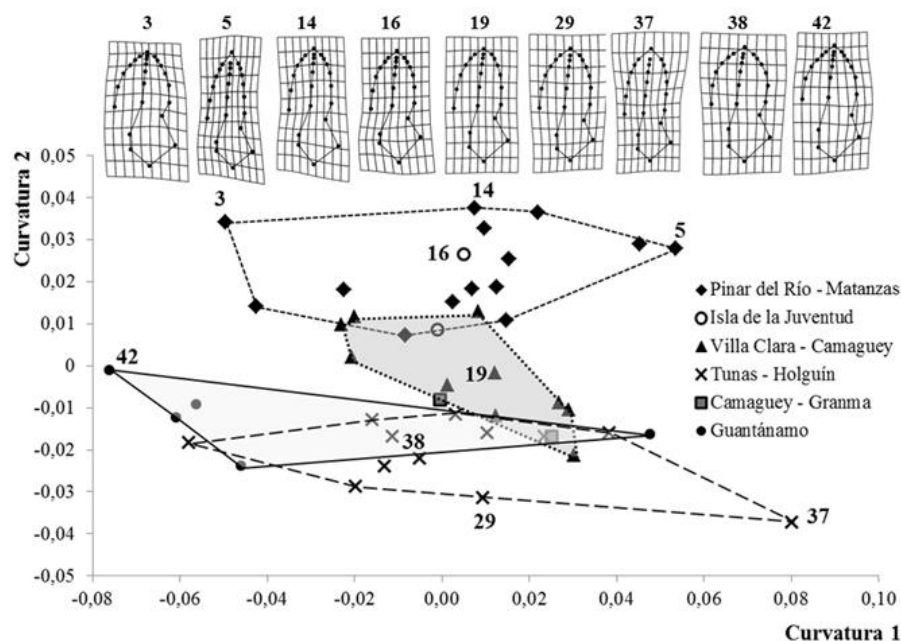 3 5 14 16 19 29 37 38 42
Curvatura 2
0,05
0,04
0,03
0,02
0,01
0
-0,01
-0,02
-0,03
-0,04
-0,05
3
14
5
16
19
42
38
29
37
Pinar del Río - Matanzas
Isla de la Juventud
Villa Clara - Camaguey
Tunas - Holguín
Camaguey - Granma
Guantánamo
-0,08 -0,06 -0,04 -0,02 0,00 0,02 0,04 0,06 0,08 0,10
Curvatura 1